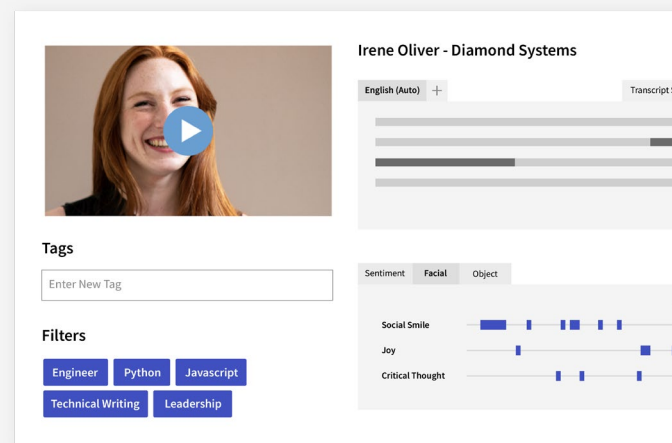 Irene Oliver - Diamond Systems
English (Auto) +
Transcript
Tags
Enter New Tag
Filters
Engineer Python Javascript
Technical Writing Leadership
Sentiment Facial Object
Social Smile
Joy
Critical Thought